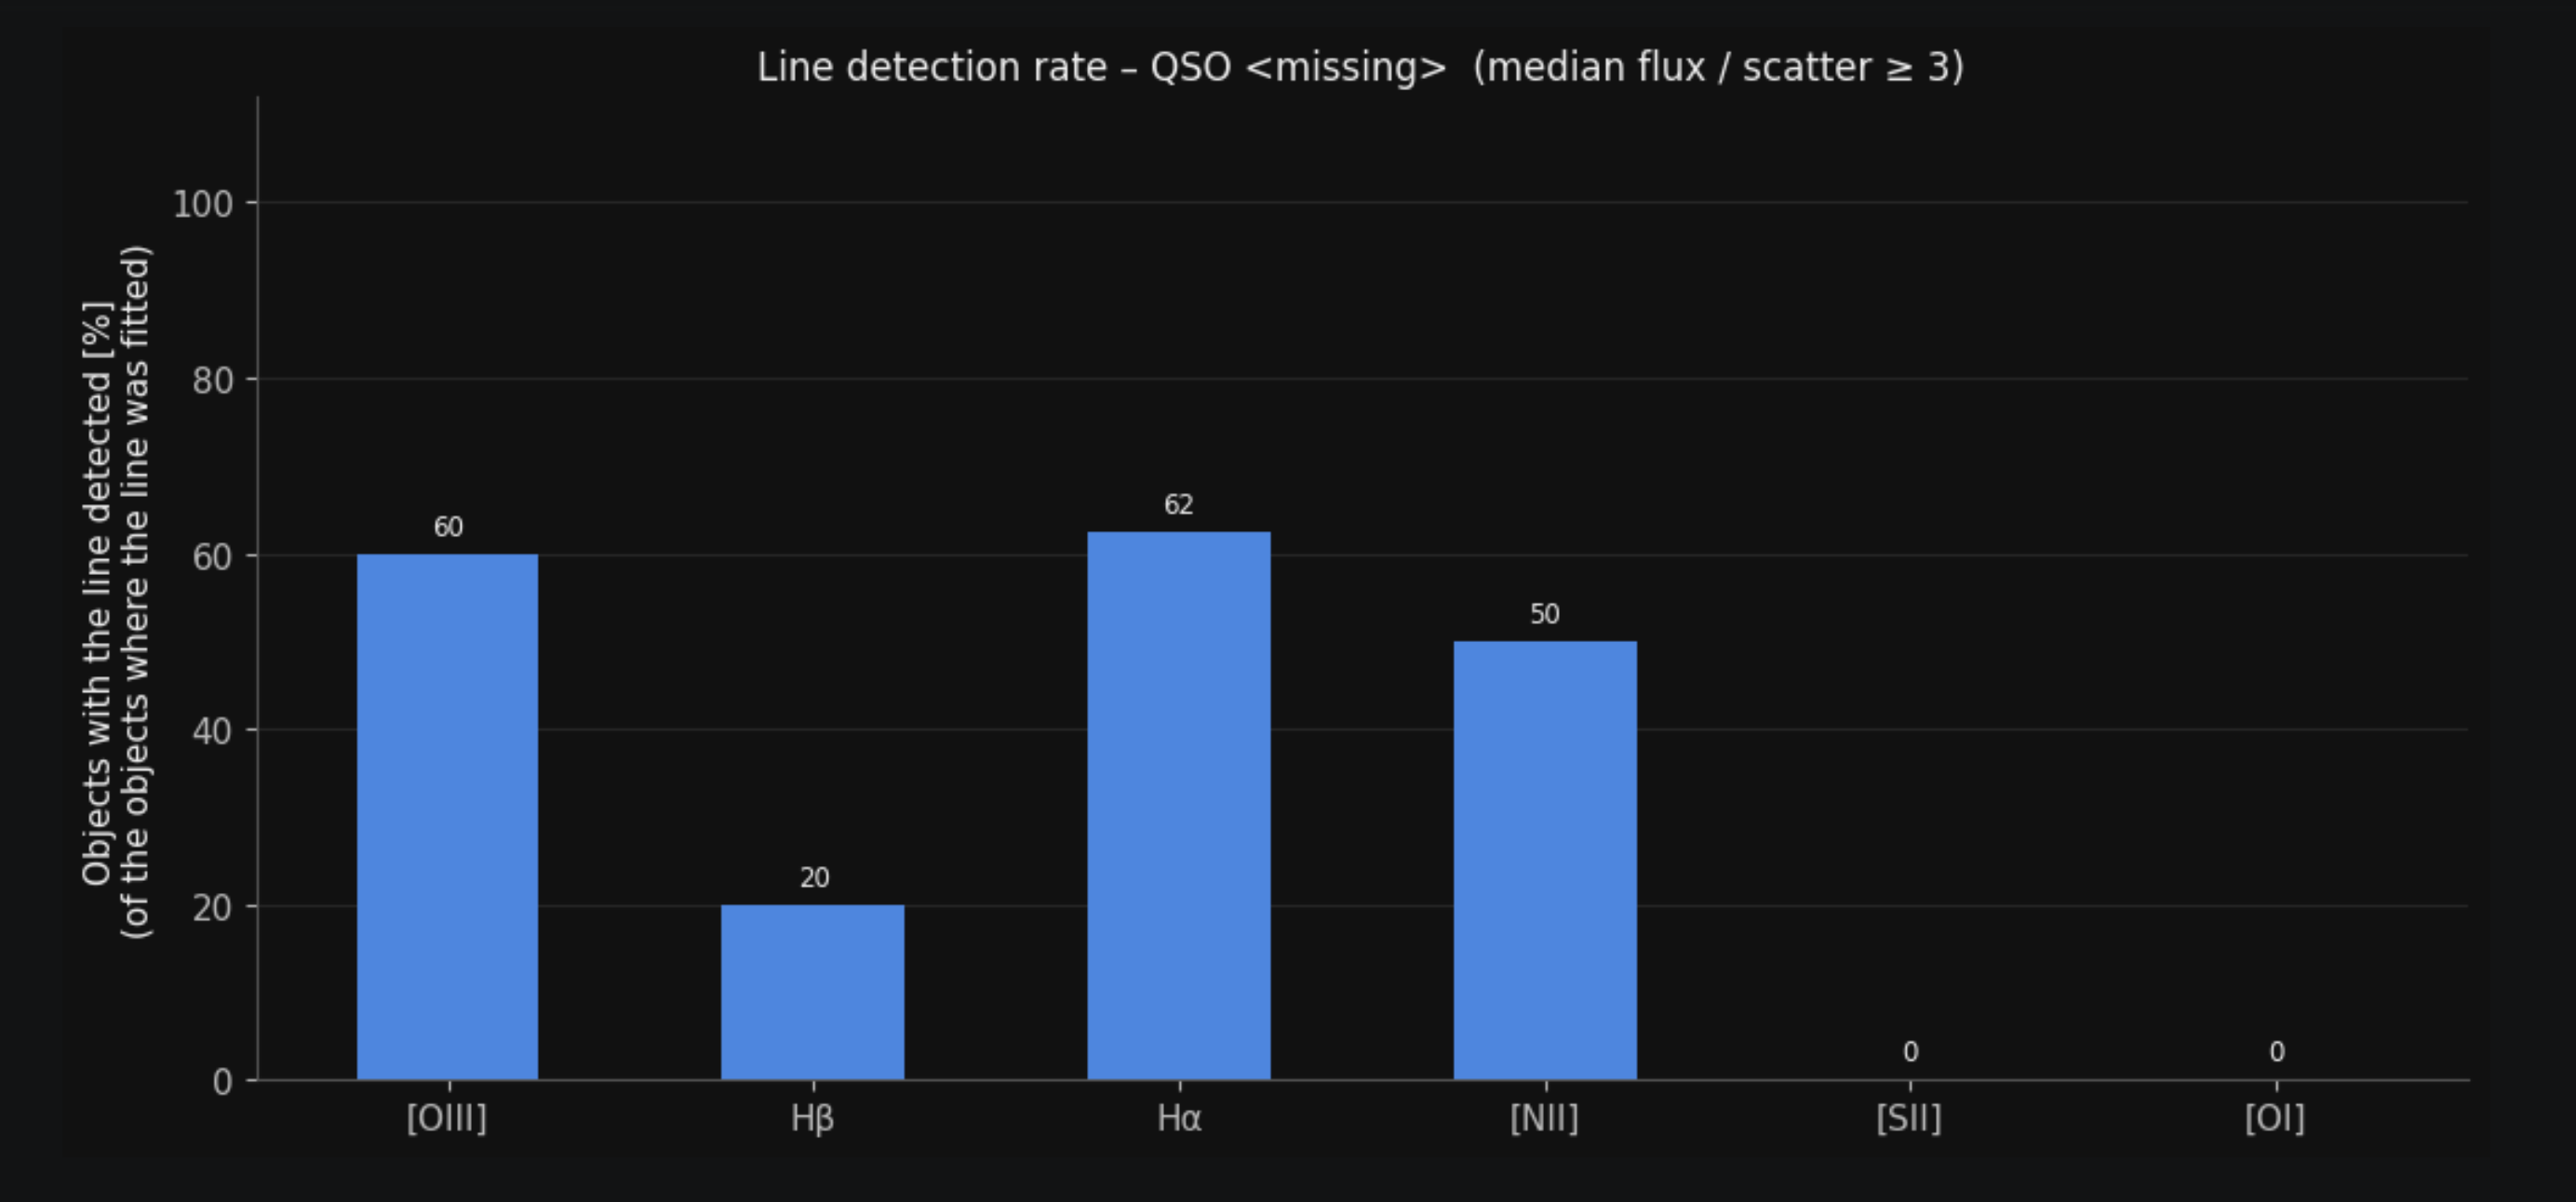 Line detection rate – QSO <missing>  (median flux / scatter ≥ 3)
Objects with the line detected [%]
(of the objects where the line was fitted)
100
80
60
40
20
0
60
20
62
50
0
0
[OIII]
Hβ
Hα
[NII]
[SII]
[OI]